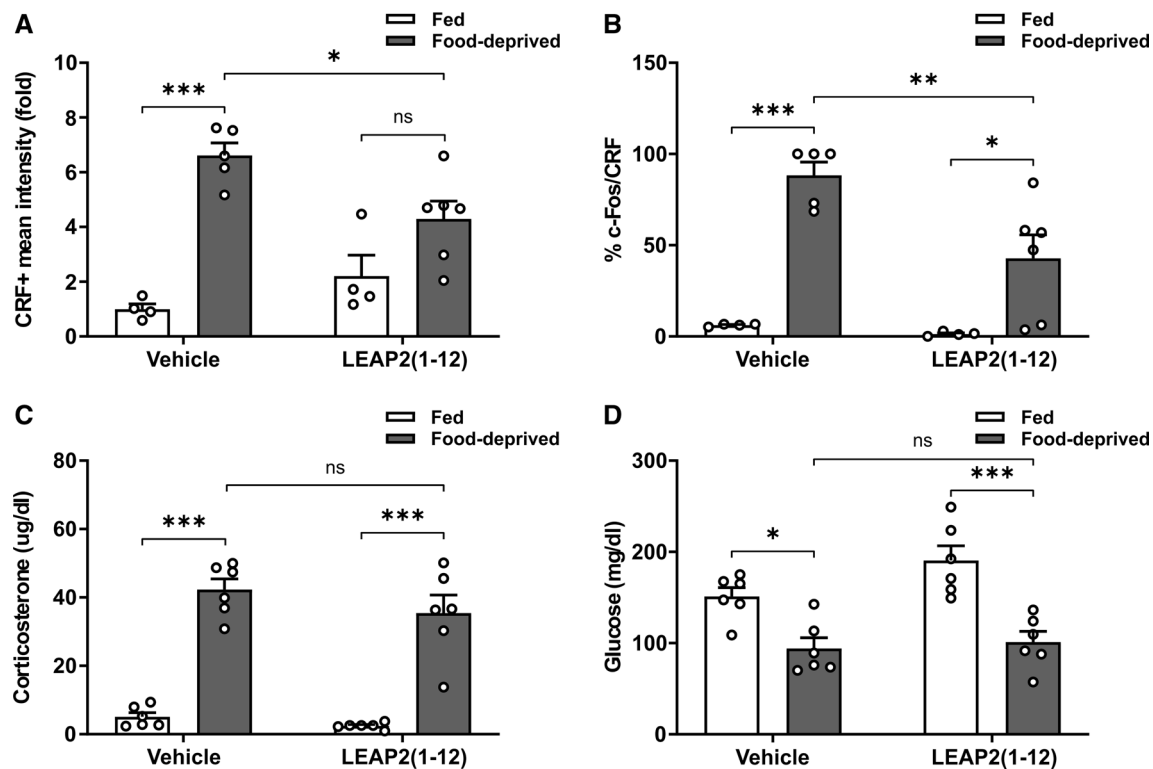 A
Fed
Food-deprived
CRF+ mean intensity (fold)
10
8
6
4
2
0
***
*
ns
Vehicle
LEAP2(1-12)
B
Fed
Food-deprived
% c-Fos/CRF
150
100
50
0
***
**
*
Vehicle
LEAP2(1-12)
C
Fed
Food-deprived
Corticosterone (ug/dl)
80
60
40
20
0
***
ns
***
Vehicle
LEAP2(1-12)
D
Fed
Food-deprived
Glucose (mg/dl)
300
200
100
0
*
ns
***
Vehicle
LEAP2(1-12)